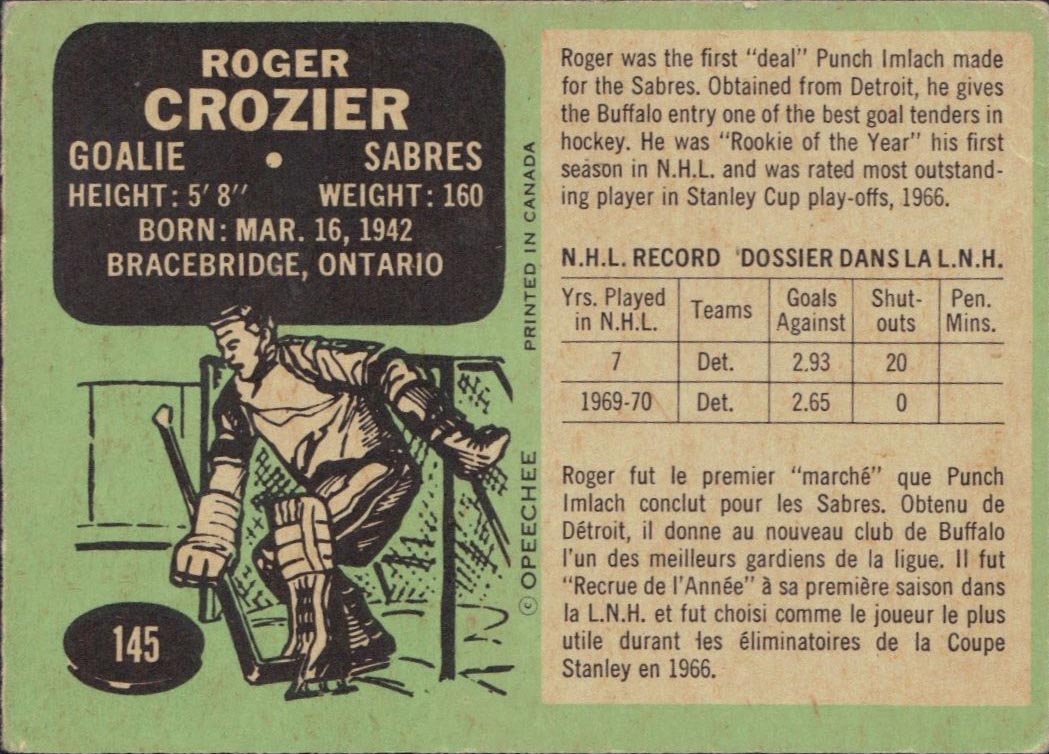 ROGER
CROZIER
GOALIE • SABRES
HEIGHT: 5' 8" WEIGHT: 160
BORN: MAR. 16, 1942
BRACEBRIDGE, ONTARIO
145
© OPEECHEE PRINTED IN CANADA
Roger was the first "deal" Punch Imlach made
for the Sabres. Obtained from Detroit, he gives
the Buffalo entry one of the best goal tenders in
hockey. He was "Rookie of the Year" his first
season in N.H.L. and was rated most outstand-
ing player in Stanley Cup play-offs, 1966.
N.H.L. RECORD DOSSIER DANS LA L.N.H.
Yrs. Played in N.H.L. Teams Goals Against Shut-outs Pen. Mins.
7 Det. 2.93 20
1969-70 Det. 2.65 0
Roger fut le premier "marché" que Punch
Imlach conclut pour les Sabres. Obtenu de
Détroit, il donne au nouveau club de Buffalo
l'un des meilleurs gardiens de la ligue. Il fut
"Recrue de l'Année" à sa première saison dans
la L.N.H. et fut choisi comme le joueur le plus
utile durant les éliminatoires de la Coupe
Stanley en 1966.